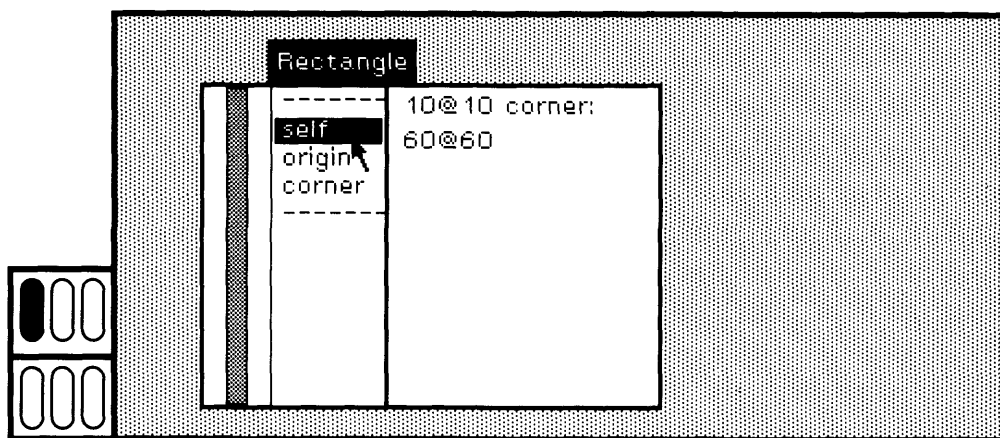 Rectangle
----------
self
origin
corner
----------
10@10 corner:
60@60